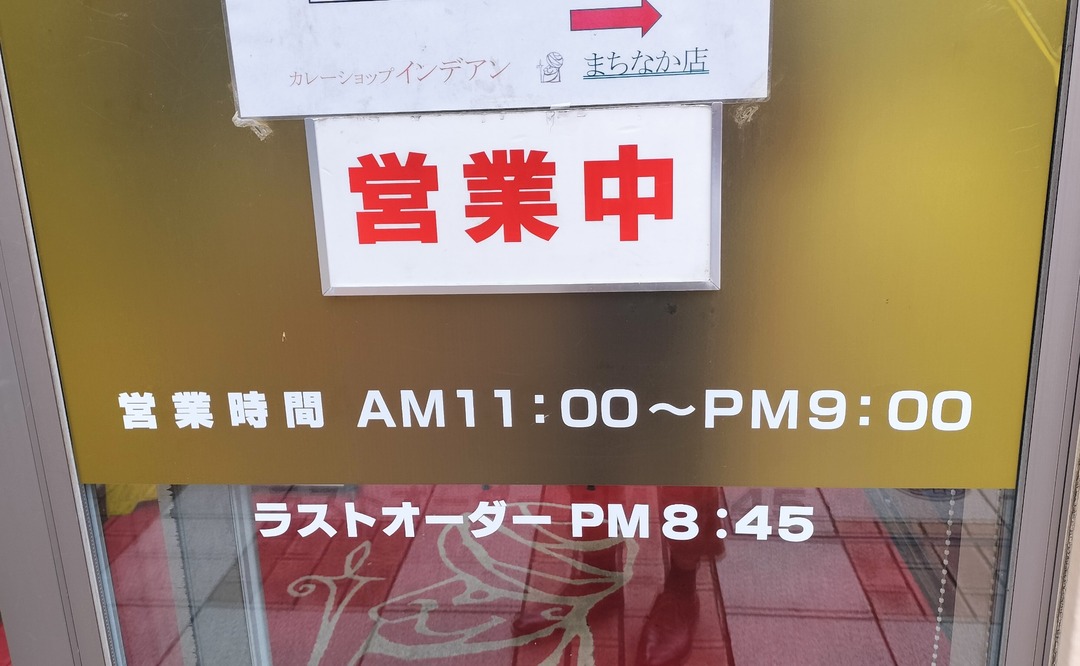 カレーショップインデアン まちなか店
営業中
営業時間 AM11:00～PM9:00
ラストオーダー PM8:45